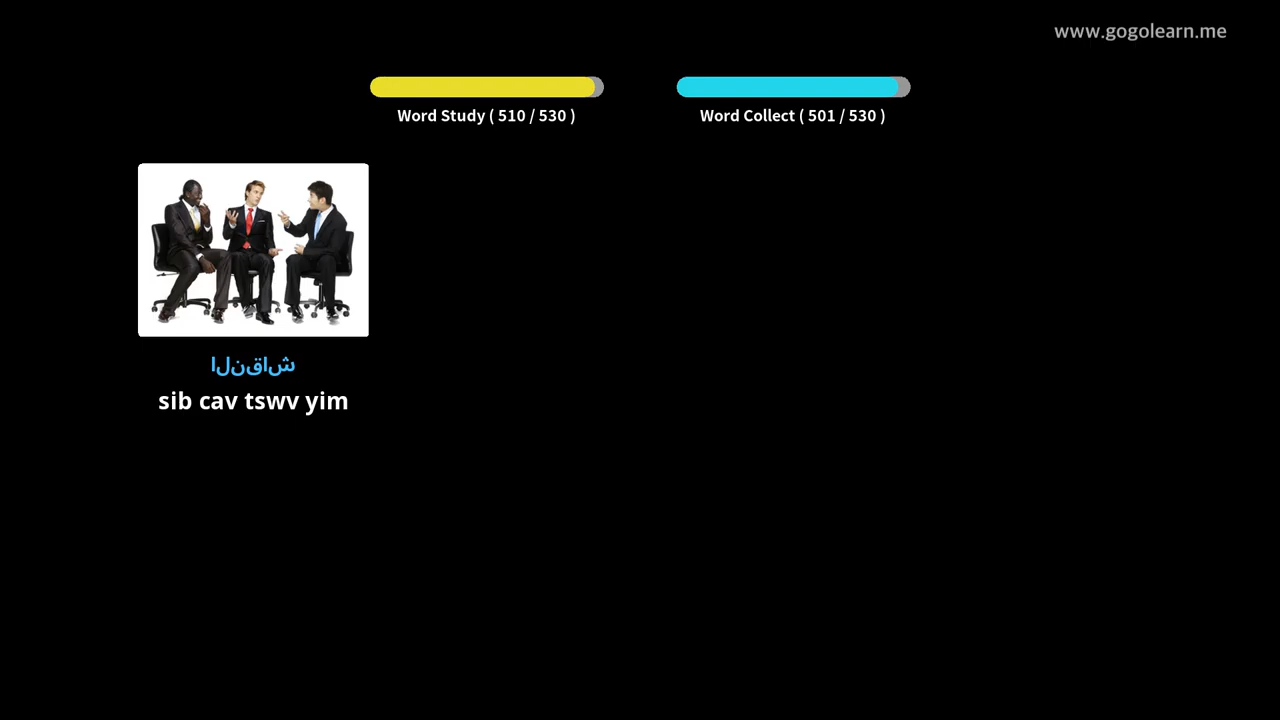 www.gogolearn.me
Word Study ( 510 / 530 )
Word Collect ( 501 / 530 )
النقاش
sib cav tswv yim